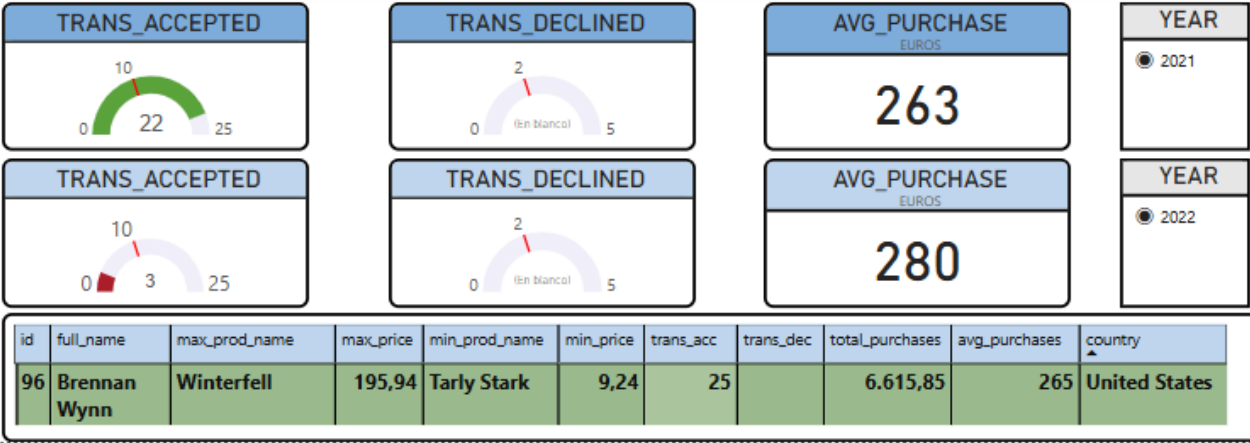 TRANS_ACCEPTED
10
0 22 25
TRANS_DECLINED
2
0 (En blanco) 5
AVG_PURCHASE
EUROS
263
YEAR
2021
TRANS_ACCEPTED
10
0 3 25
TRANS_DECLINED
2
0 (En blanco) 5
AVG_PURCHASE
EUROS
280
YEAR
2022
id full_name max_prod_name max_price min_prod_name min_price trans_acc trans_dec total_purchases avg_purchases country
96 Brennan Winterfell 195,94 Tarly Stark 9,24 25 6.615,85 265 United States
Wynn